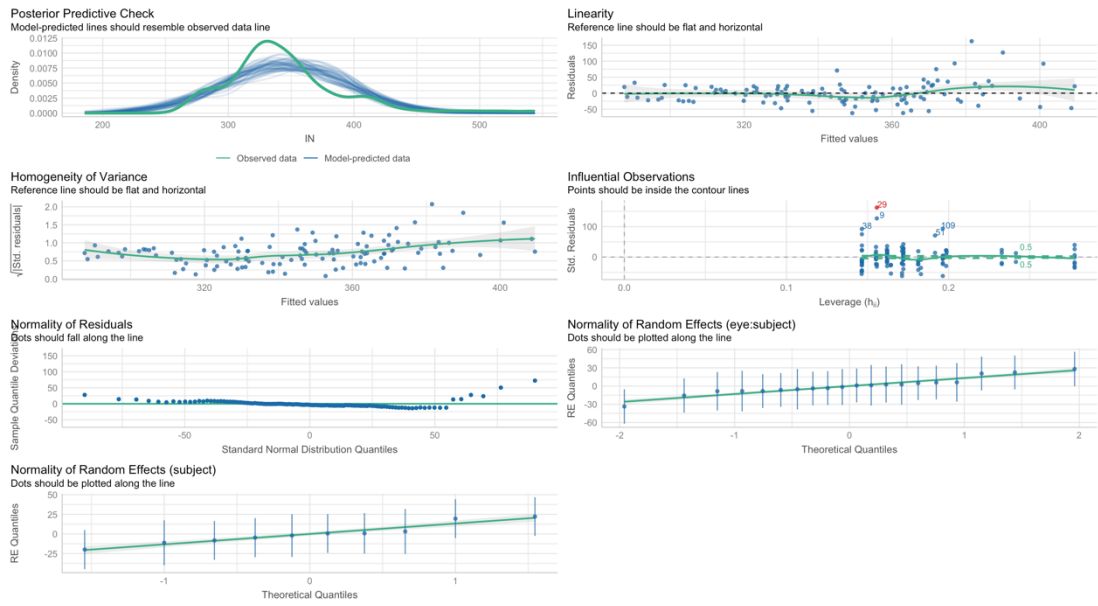 Posterior Predictive Check
Model-predicted lines should resemble observed data line
0.0125
0.0100
0.0075
0.0050
0.0025
0.0000
Density
200 300 400 500
IN
Observed data Model-predicted data
Linearity
Reference line should be flat and horizontal
150
100
50
0
-50
Residuals
320 360 400
Fitted values
Homogeneity of Variance
Reference line should be flat and horizontal
2.0
1.5
1.0
0.5
0.0
√|Std. residuals|
320 360 400
Fitted values
Influential Observations
Points should be inside the contour lines
100
0
Std. Residuals
29
9
38
109
0.5
0.5
0.0 0.1 0.2
Leverage (hᵢᵢ)
Normality of Residuals
Dots should fall along the line
150
100
50
0
-50
Sample Quantile Deviations
-50 0 50
Standard Normal Distribution Quantiles
Normality of Random Effects (eye:subject)
Dots should be plotted along the line
60
30
0
-30
-60
RE Quantiles
-2 -1 0 1 2
Theoretical Quantiles
Normality of Random Effects (subject)
Dots should be plotted along the line
50
25
0
-25
RE Quantiles
-1 0 1
Theoretical Quantiles